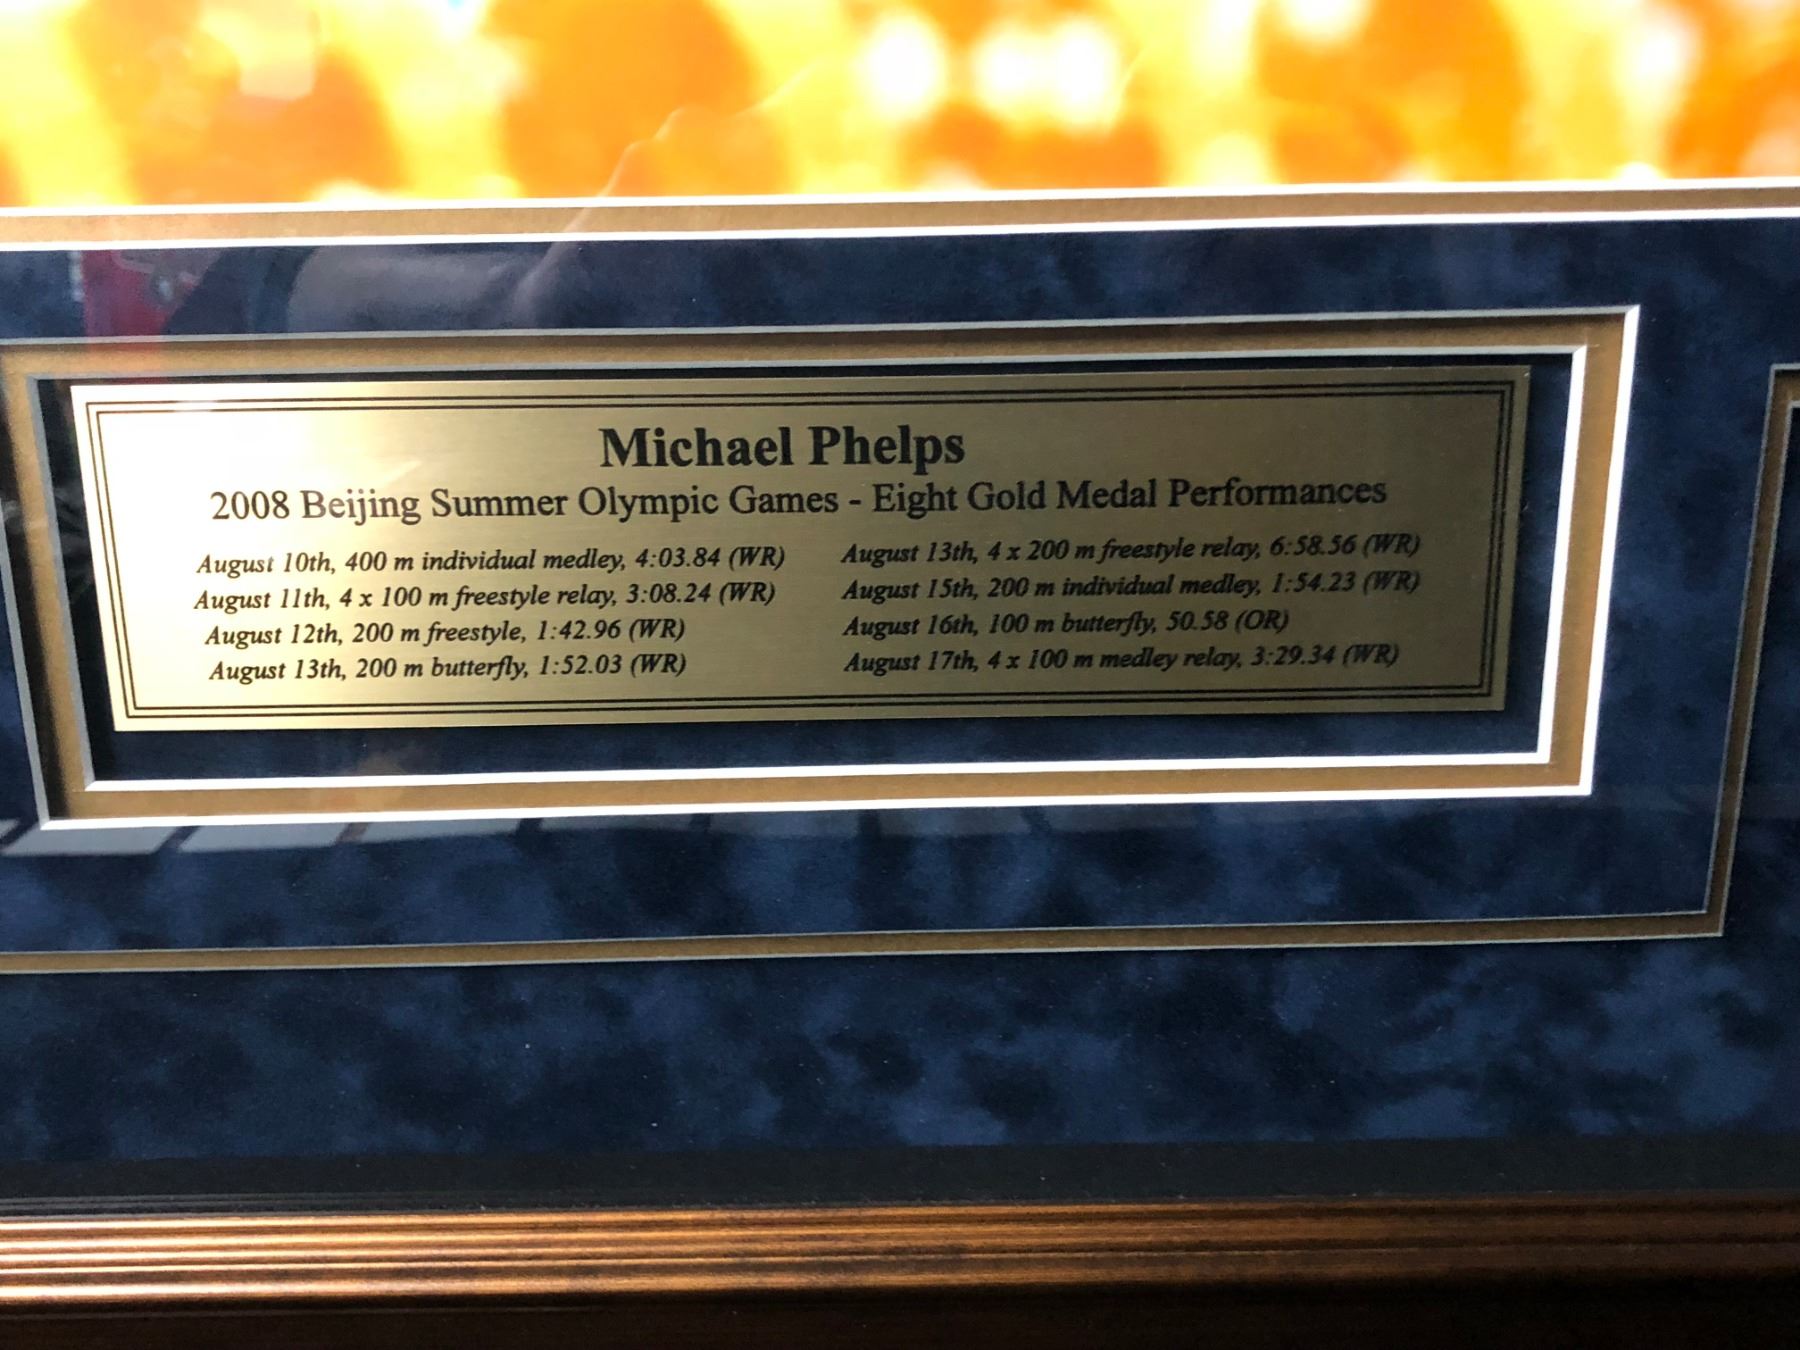 Michael Phelps
2008 Beijing Summer Olympic Games - Eight Gold Medal Performances
August 10th, 400 m individual medley, 4:03.84 (WR)
August 11th, 4 x 100 m freestyle relay, 3:08.24 (WR)
August 12th, 200 m freestyle, 1:42.96 (WR)
August 13th, 200 m butterfly, 1:52.03 (WR)
August 13th, 4 x 200 m freestyle relay, 6:58.56 (WR)
August 15th, 200 m individual medley, 1:54.23 (WR)
August 16th, 100 m butterfly, 50.58 (OR)
August 17th, 4 x 100 m medley relay, 3:29.34 (WR)